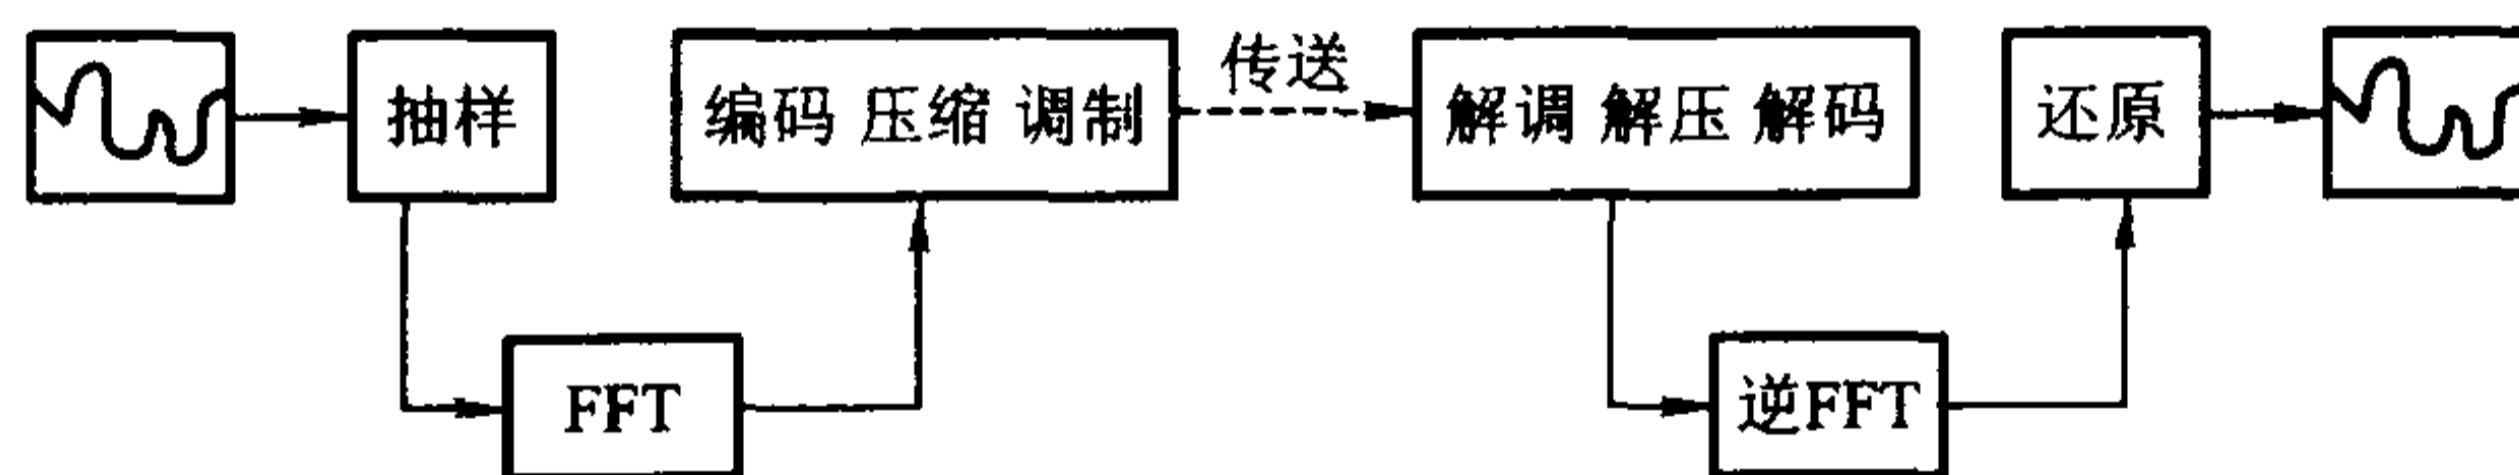 抽样
编码 压缩 调制
传送
解调 解压 解码
还原
FFT
逆FFT